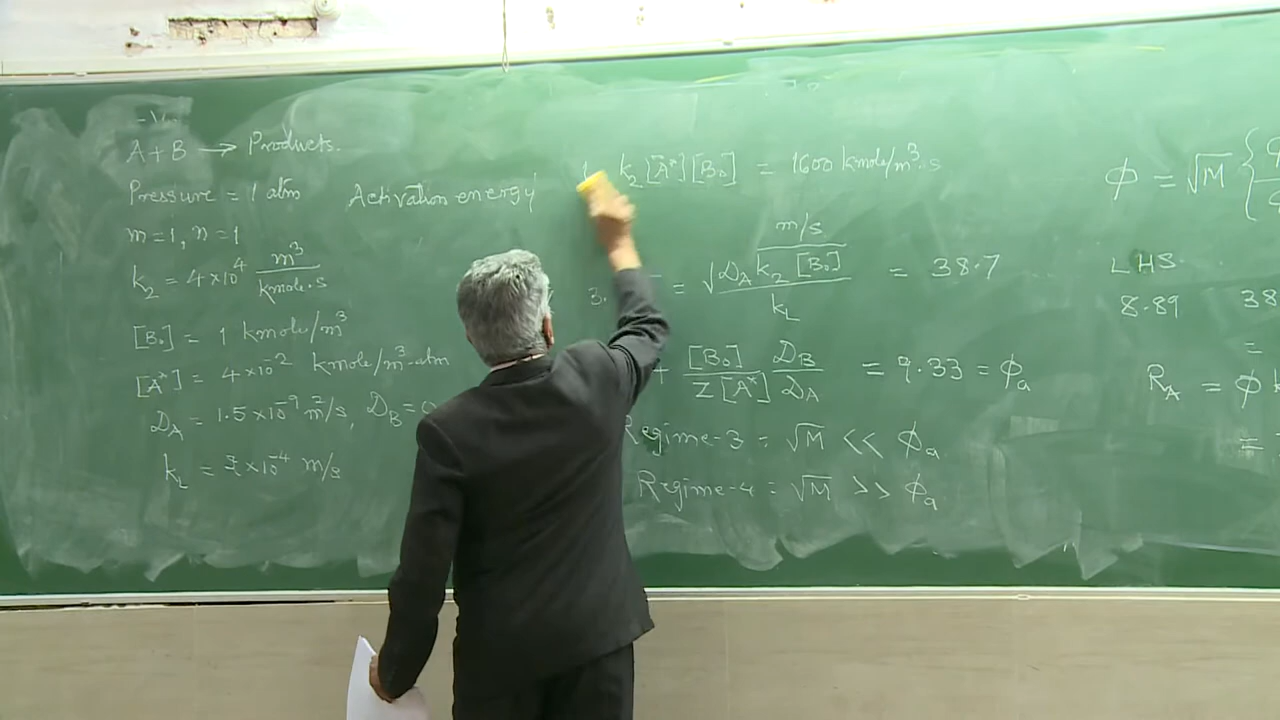 A + B → Products.
Pressure = 1 atm Activation energy
m=1, n=1
k₂ = 4×10⁴ m³/kmole·s
[B₀] = 1 kmole/m³
[A*] = 4×10⁻² kmole/m³-atm
D_A = 1.5×10⁻⁹ m²/s, D_B =
k_L = ×10⁻⁴ m/s
k₂[A*][B₀] = 1600 kmole/m³·s
m/s
3. = √(D_A k₂ [B₀]) / k_L = 38.7
+ [B₀]/Z[A*] D_B/D_A = 9.33 = ϕ_a
Regime-3 = √M << ϕ_a
Regime-4 = √M >> ϕ_a
ϕ = √M {
LHS
8.89 38
=
R_A = ϕ
=